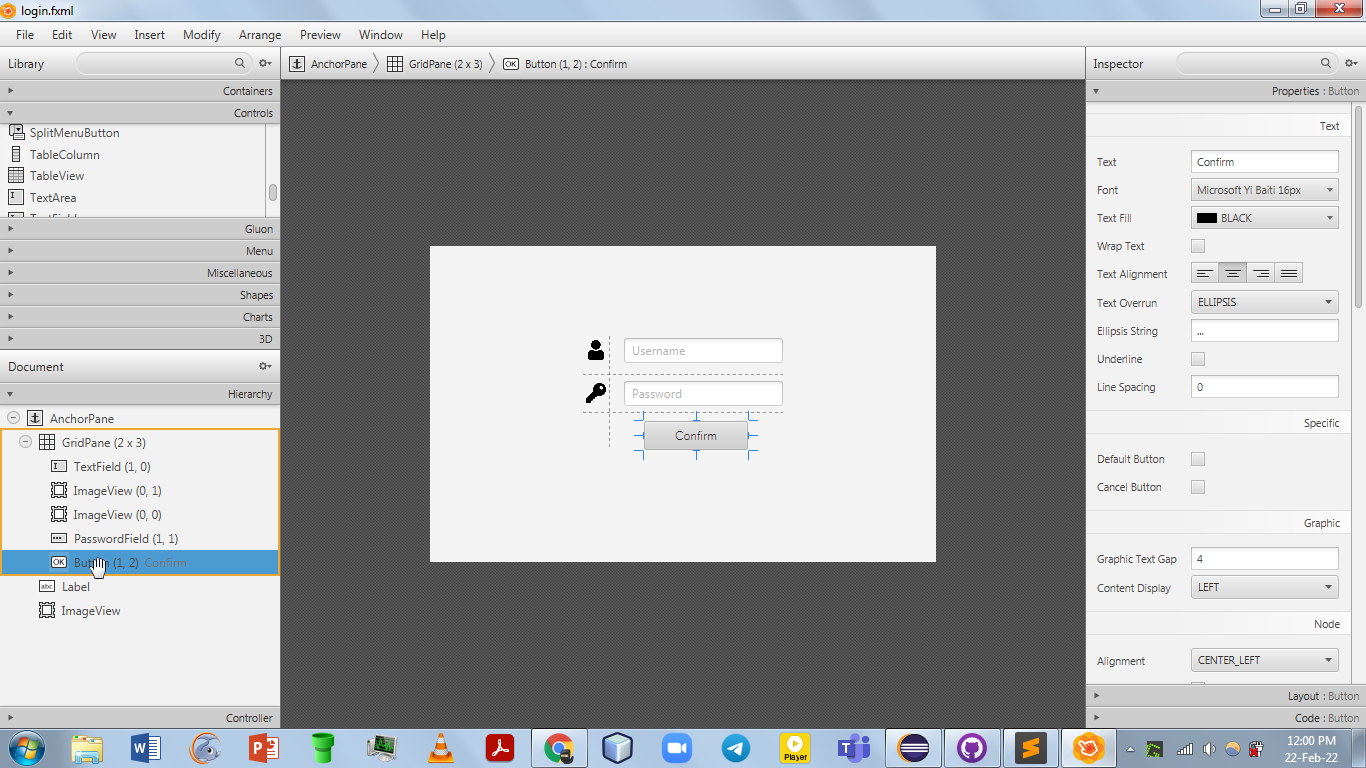 login.fxml
File Edit View Insert Modify Arrange Preview Window Help
Library
Containers
Controls
SplitMenuButton
TableColumn
TableView
TextArea
TextField
Gluon
Menu
Miscellaneous
Shapes
Charts
3D
Document
Hierarchy
AnchorPane
GridPane (2 x 3)
TextField (1, 0)
ImageView (0, 1)
ImageView (0, 0)
PasswordField (1, 1)
Button (1, 2) Confirm
Label
ImageView
Controller
AnchorPane GridPane (2 x 3) OK Button (1, 2) : Confirm
Username
Password
Confirm
Inspector
Properties : Button
Text
Text Confirm
Font Microsoft Yi Baiti 16px
Text Fill BLACK
Wrap Text
Text Alignment
Text Overrun ELLIPSIS
Ellipsis String ...
Underline
Line Spacing 0
Specific
Default Button
Cancel Button
Graphic
Graphic Text Gap 4
Content Display LEFT
Node
Alignment CENTER_LEFT
Layout : Button
Code : Button
Player
12:00 PM
22-Feb-22